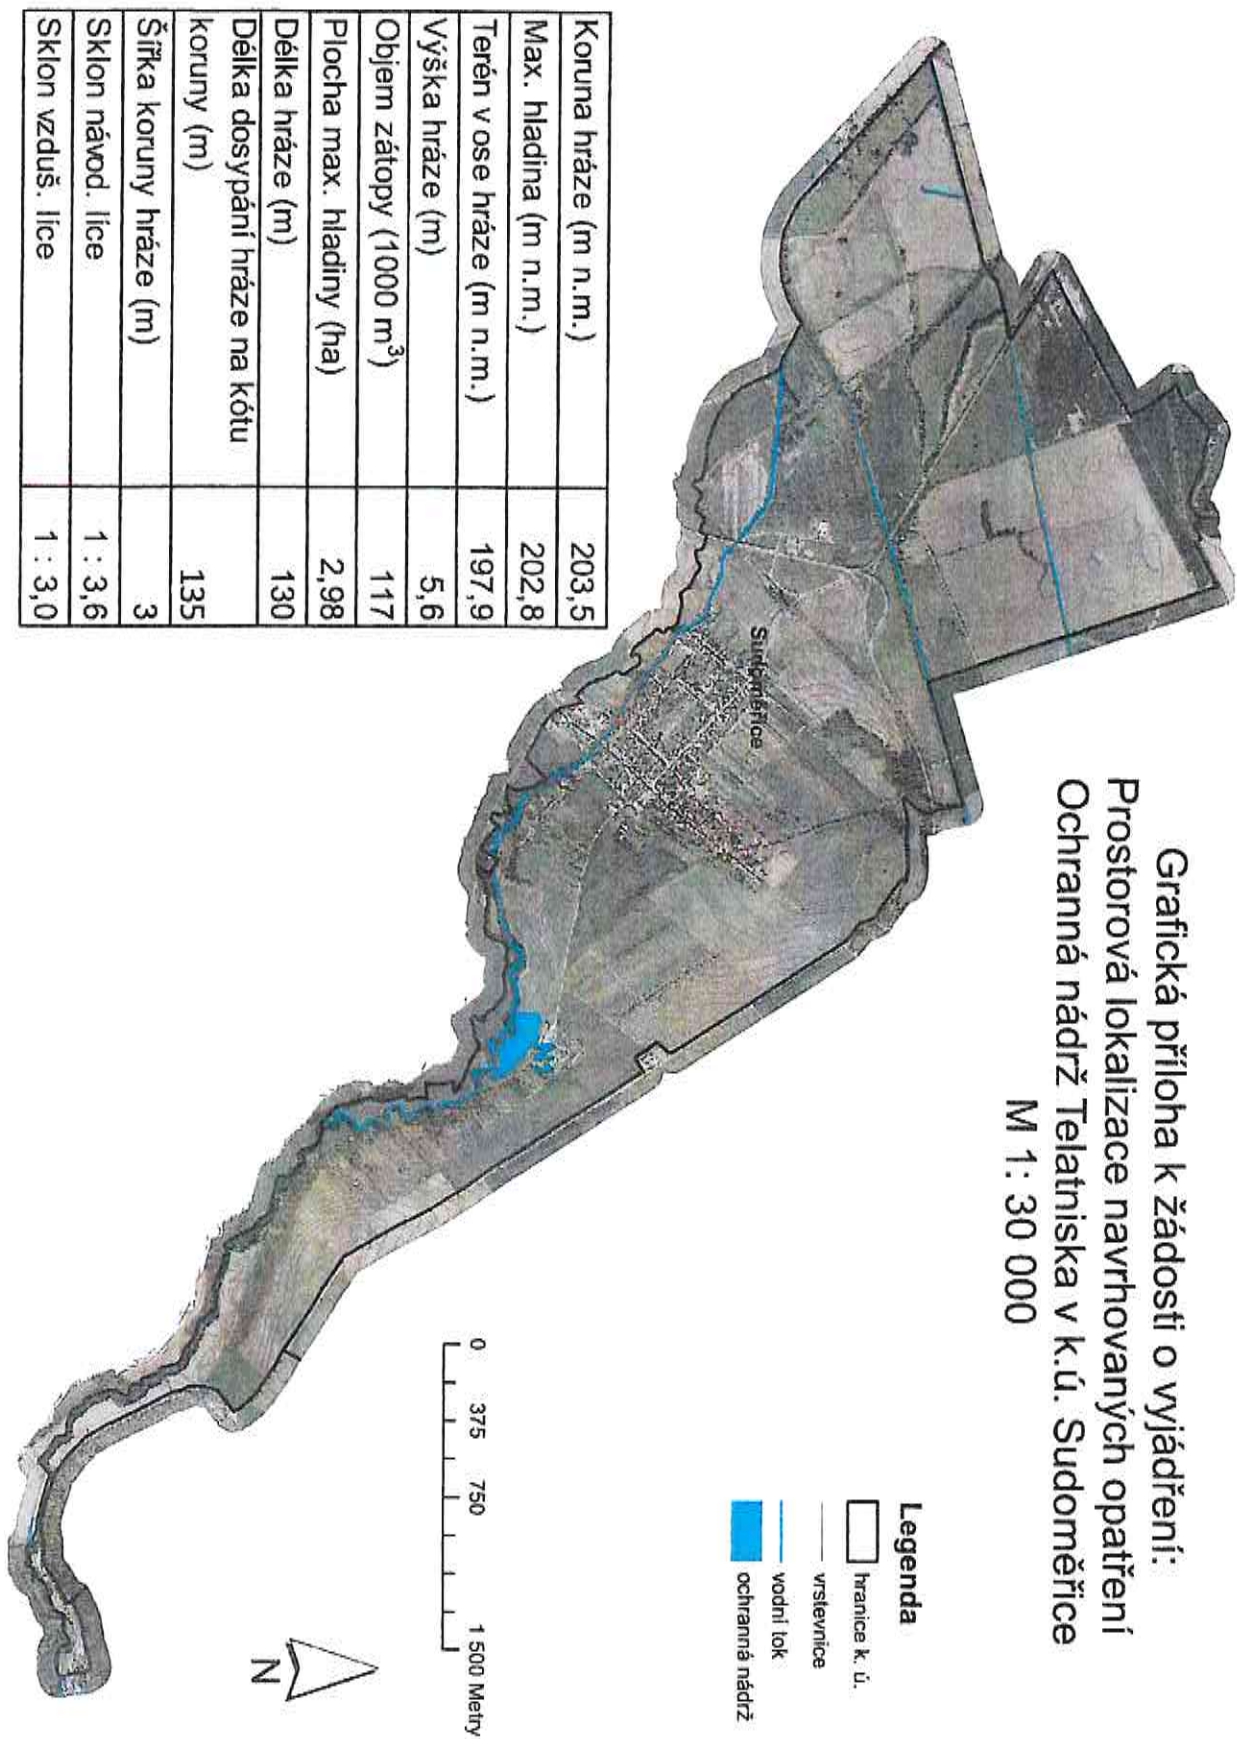 Grafická příloha k žádosti o vyjádření:
Prostorová lokalizace navrhovaných opatření
Ochranná nádrž Telatniska v k.ú. Sudoměřice
M 1: 30 000
Sudoměřice
Legenda
hranice k. ú.
vrstevnice
vodní tok
ochranná nádrž
0 375 750 1 500 Metry
N
Koruna hráze (m n.m.) 203,5
Max. hladina (m n.m.) 202,8
Terén v ose hráze (m n.m.) 197,9
Výška hráze (m) 5,6
Objem zátopy (1000 m³) 117
Plocha max. hladiny (ha) 2,98
Délka hráze (m) 130
Délka dosypání hráze na kótu
koruny (m) 135
Šířka koruny hráze (m) 3
Sklon návod. líce 1 : 3,6
Sklon vzduš. líce 1 : 3,0